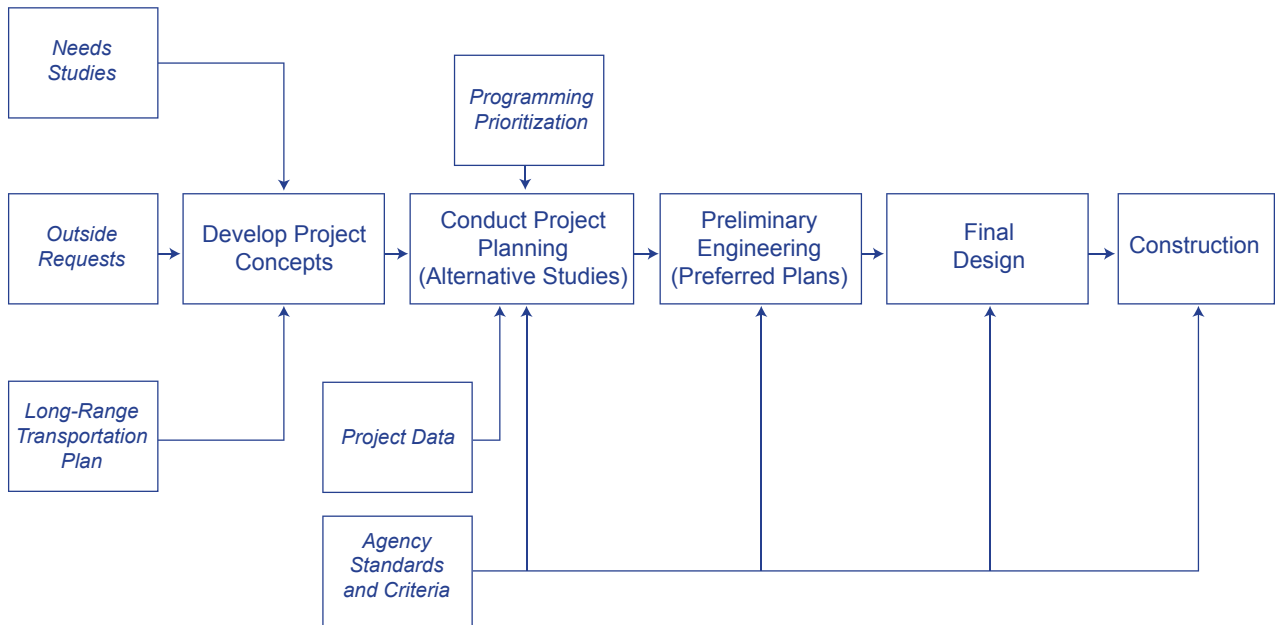 Needs
Studies
Programming
Prioritization
Outside
Requests
Develop Project
Concepts
Conduct Project
Planning
(Alternative Studies)
Preliminary
Engineering
(Preferred Plans)
Final
Design
Construction
Long-Range
Transportation
Plan
Project Data
Agency
Standards
and Criteria